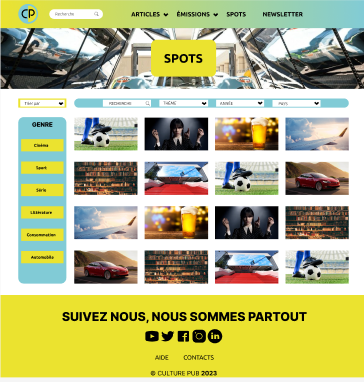 CP Recherche ARTICLES ÉMISSIONS SPOTS NEWSLETTER
SPOTS
Trier par RECHERCHE THÈME ANNÉE PAYS
GENRE
Cinéma
Sport
Série
Littérature
Consommation
Automobile
SUIVEZ NOUS, NOUS SOMMES PARTOUT
AIDE CONTACTS
© CULTURE PUB 2023